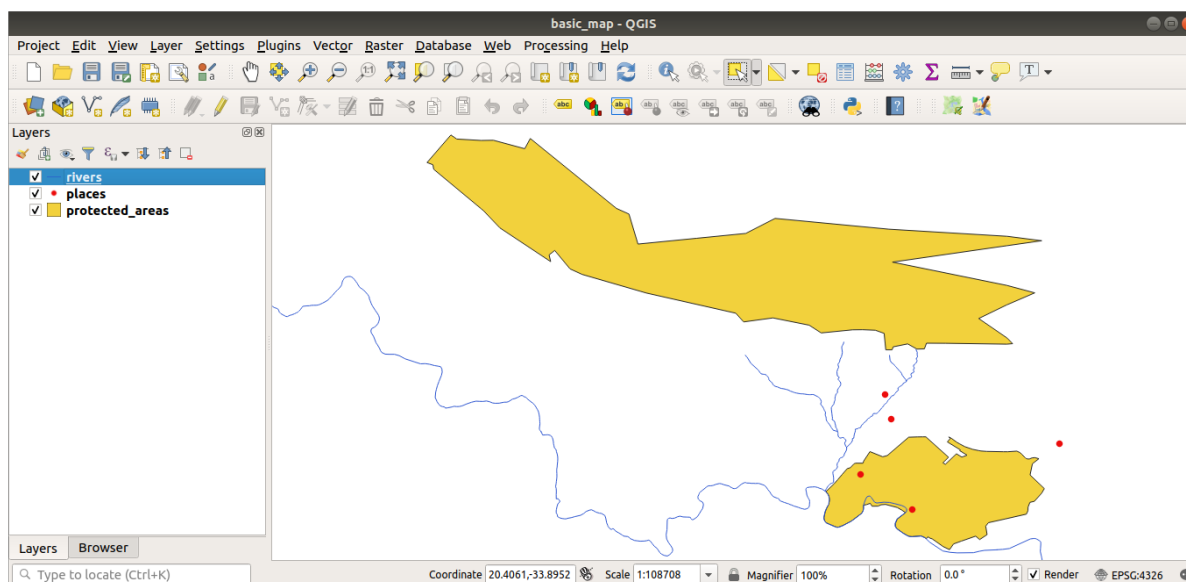 basic_map - QGIS
Project Edit View Layer Settings Plugins Vector Raster Database Web Processing Help
Layers
rivers
places
protected_areas
Layers Browser
Type to locate (Ctrl+K) Coordinate 20.4061,-33.8952 Scale 1:108708 Magnifier 100% Rotation 0.0 ° Render EPSG:4326